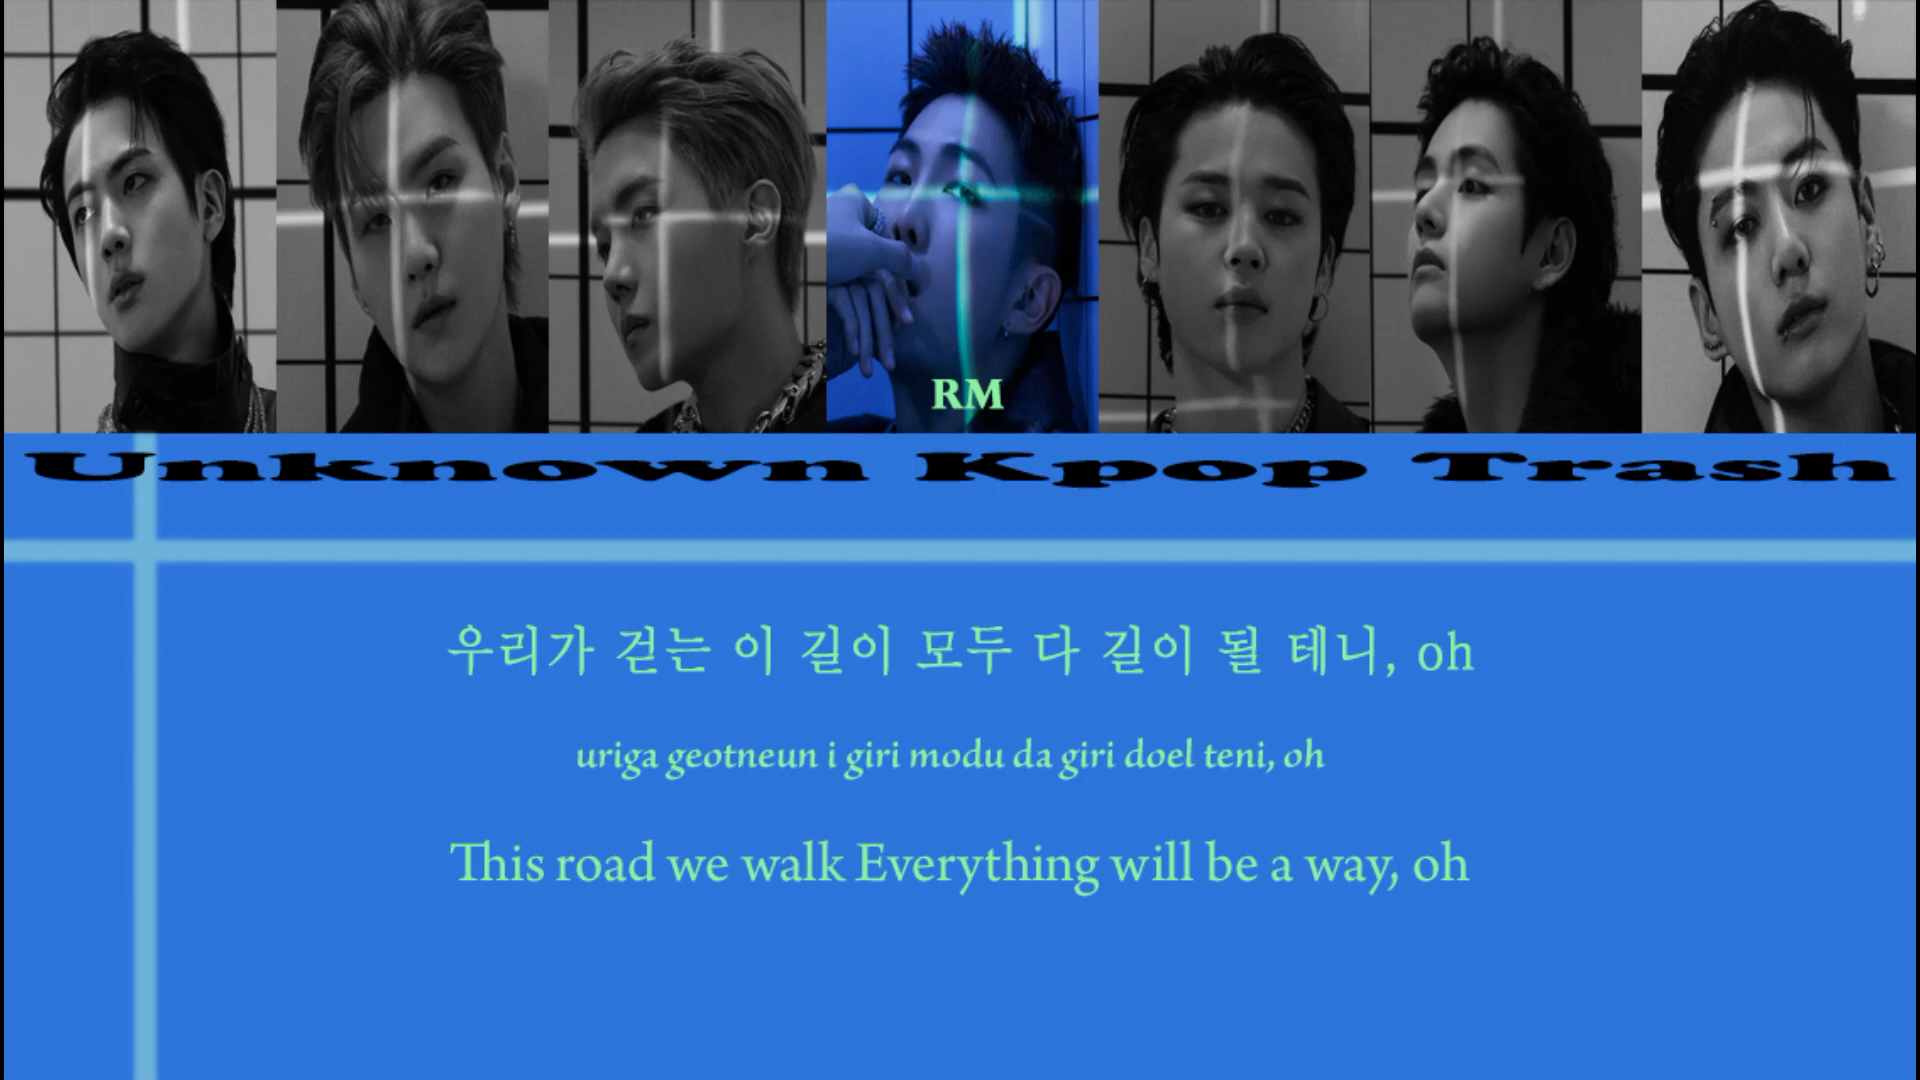 RM
Unknown Kpop Trash
우리가 걷는 이 길이 모두 다 길이 될 테니, oh
uriga geotneun i giri modu da giri doel teni, oh
This road we walk Everything will be a way, oh